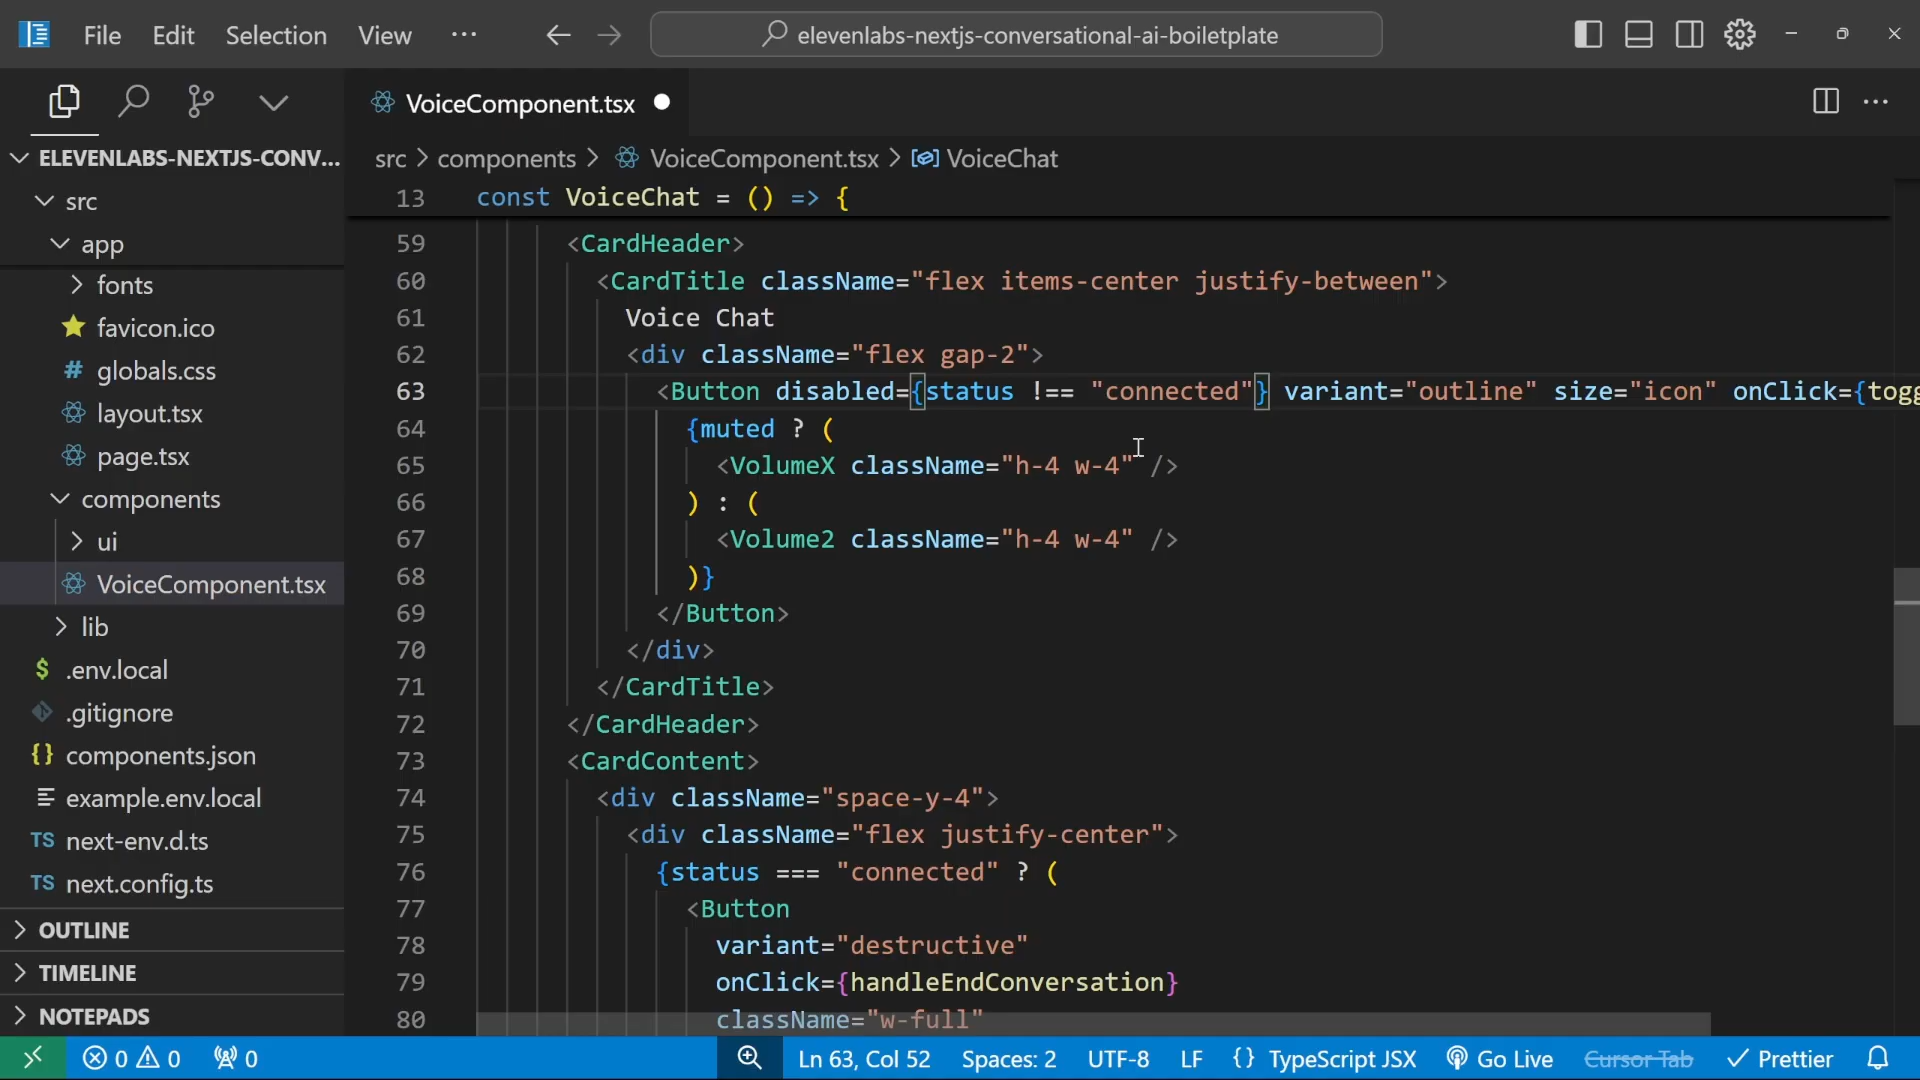 File Edit Selection View ··· elevenlabs-nextjs-conversational-ai-boiletplate
VoiceComponent.tsx
ELEVENLABS-NEXTJS-CONV...
src
app
fonts
favicon.ico
# globals.css
layout.tsx
page.tsx
components
ui
VoiceComponent.tsx
lib
$ .env.local
.gitignore
{} components.json
example.env.local
TS next-env.d.ts
TS next.config.ts
OUTLINE
TIMELINE
NOTEPADS
src > components > VoiceComponent.tsx > VoiceChat
13 const VoiceChat = () => {
59 <CardHeader>
60 <CardTitle className="flex items-center justify-between">
61 Voice Chat
62 <div className="flex gap-2">
63 <Button disabled={status !== "connected"} variant="outline" size="icon" onClick={togg
64 {muted ? (
65 <VolumeX className="h-4 w-4" />
66 ) : (
67 <Volume2 className="h-4 w-4" />
68 )}
69 </Button>
70 </div>
71 </CardTitle>
72 </CardHeader>
73 <CardContent>
74 <div className="space-y-4">
75 <div className="flex justify-center">
76 {status === "connected" ? (
77 <Button
78 variant="destructive"
79 onClick={handleEndConversation}
80 className="w-full"
0 0 0 Ln 63, Col 52 Spaces: 2 UTF-8 LF {} TypeScript JSX Go Live Cursor Tab Prettier